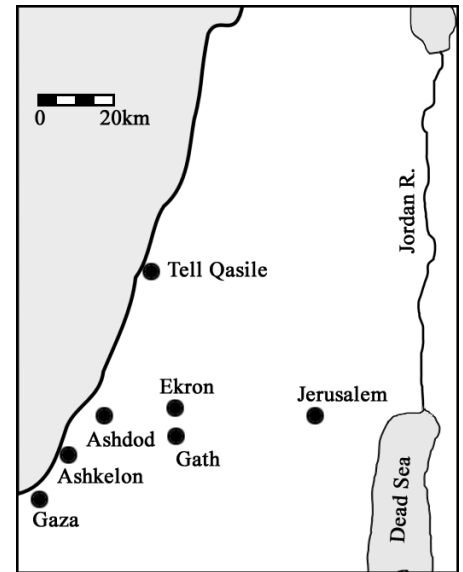 0 20km
Jordan R.
Tell Qasile
Ekron
Jerusalem
Ashdod
Gath
Ashkelon
Gaza
Dead Sea